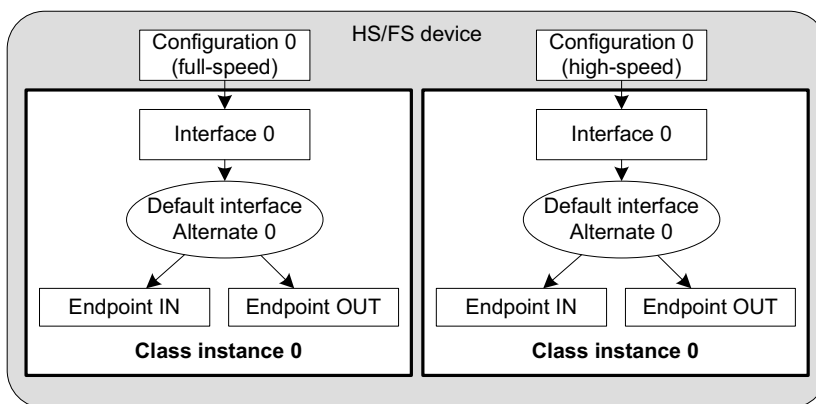 HS/FS device
Configuration 0
(full-speed)
Interface 0
Default interface
Alternate 0
Endpoint IN
Endpoint OUT
Class instance 0
Configuration 0
(high-speed)
Interface 0
Default interface
Alternate 0
Endpoint IN
Endpoint OUT
Class instance 0